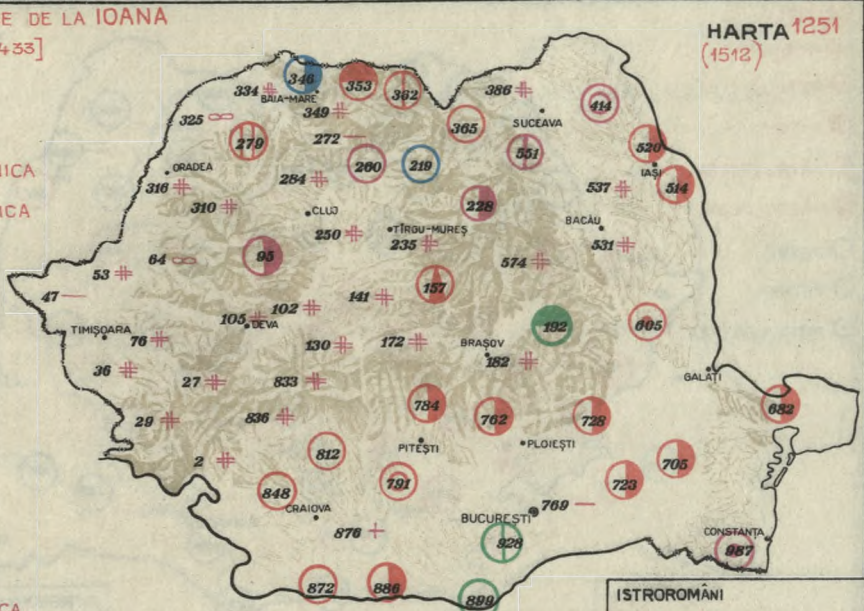 E DE LA IOANA
HARTA 1251
433]
(1512)
346
353
334
BAIA-MARE
362
386
414
349
325
365
SUCEAVA
279
272
520
551
NICA
ORADEA
260
219
IAȘI
316
284
537
514
ICA
310
228
CLUJ
BACĂU
250
TÎRGU-MUREȘ
235
531
95
64
574
53
157
47
141
102
105
DEVA
192
605
TIMIȘOARA
76
130
172
BRAȘOV
182
36
27
833
GALAȚI
784
682
29
836
762
728
PITEȘTI
PLOIEȘTI
812
2
705
848
791
723
CRAIOVA
769
BUCUREȘTI
876
CONSTANȚA
928
987
872
886
899
ISTROROMÂNI
CA